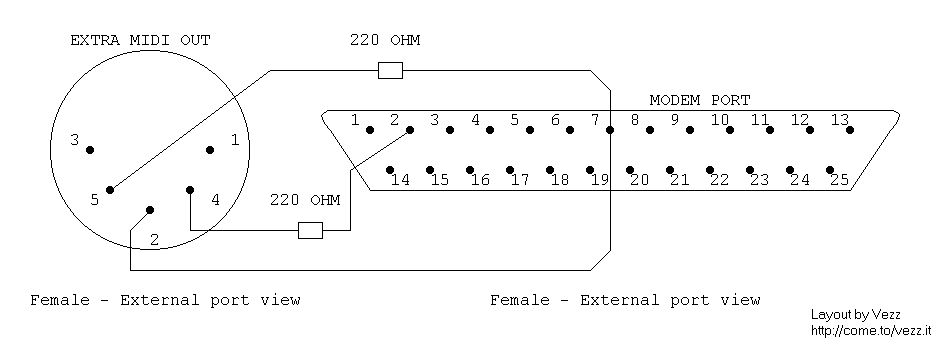 EXTRA MIDI OUT
220 OHM
MODEM PORT
1 2 3 4 5 6 7 8 9 10 11 12 13
3 1
14 15 16 17 18 19 20 21 22 23 24 25
5 4 220 OHM
2
Female - External port view Female - External port view
Layout by Vezz
http://come.to/vezz.it